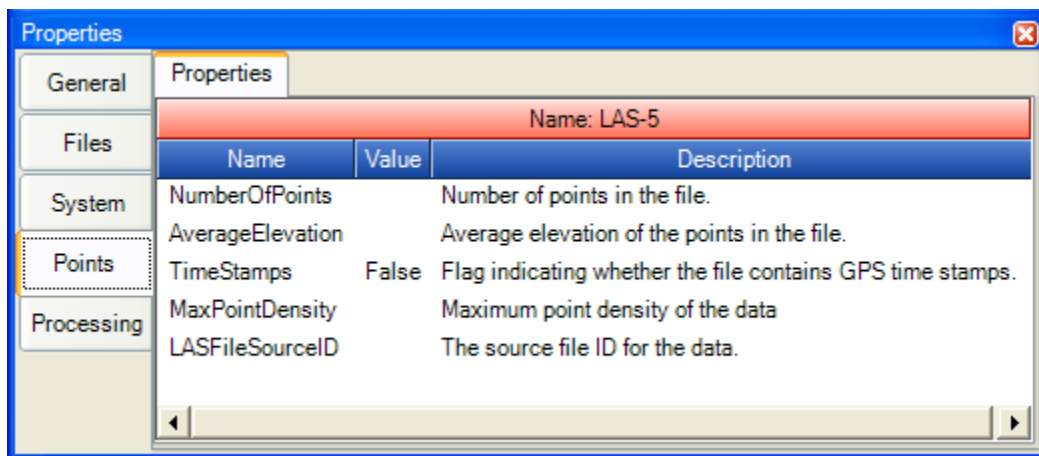 Properties
General
Files
System
Points
Processing
Properties
Name: LAS-5
Name Value Description
NumberOfPoints Number of points in the file.
AverageElevation Average elevation of the points in the file.
TimeStamps False Flag indicating whether the file contains GPS time stamps.
MaxPointDensity Maximum point density of the data
LASFileSourceID The source file ID for the data.